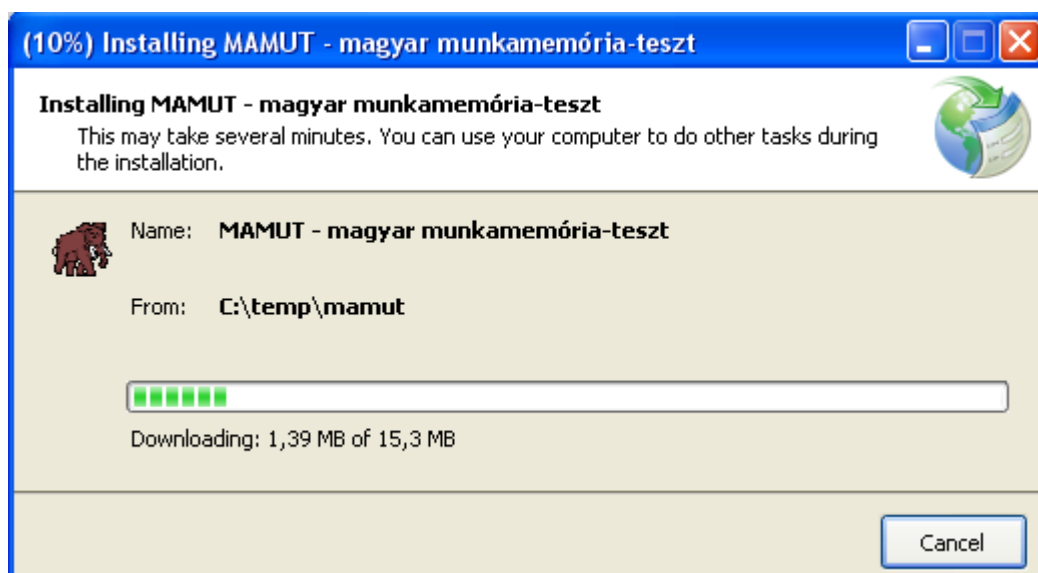 (10%) Installing MAMUT - magyar munkamemória-teszt
Installing MAMUT - magyar munkamemória-teszt
This may take several minutes. You can use your computer to do other tasks during
the installation.
Name: MAMUT - magyar munkamemória-teszt
From: C:\temp\mamut
Downloading: 1,39 MB of 15,3 MB
Cancel